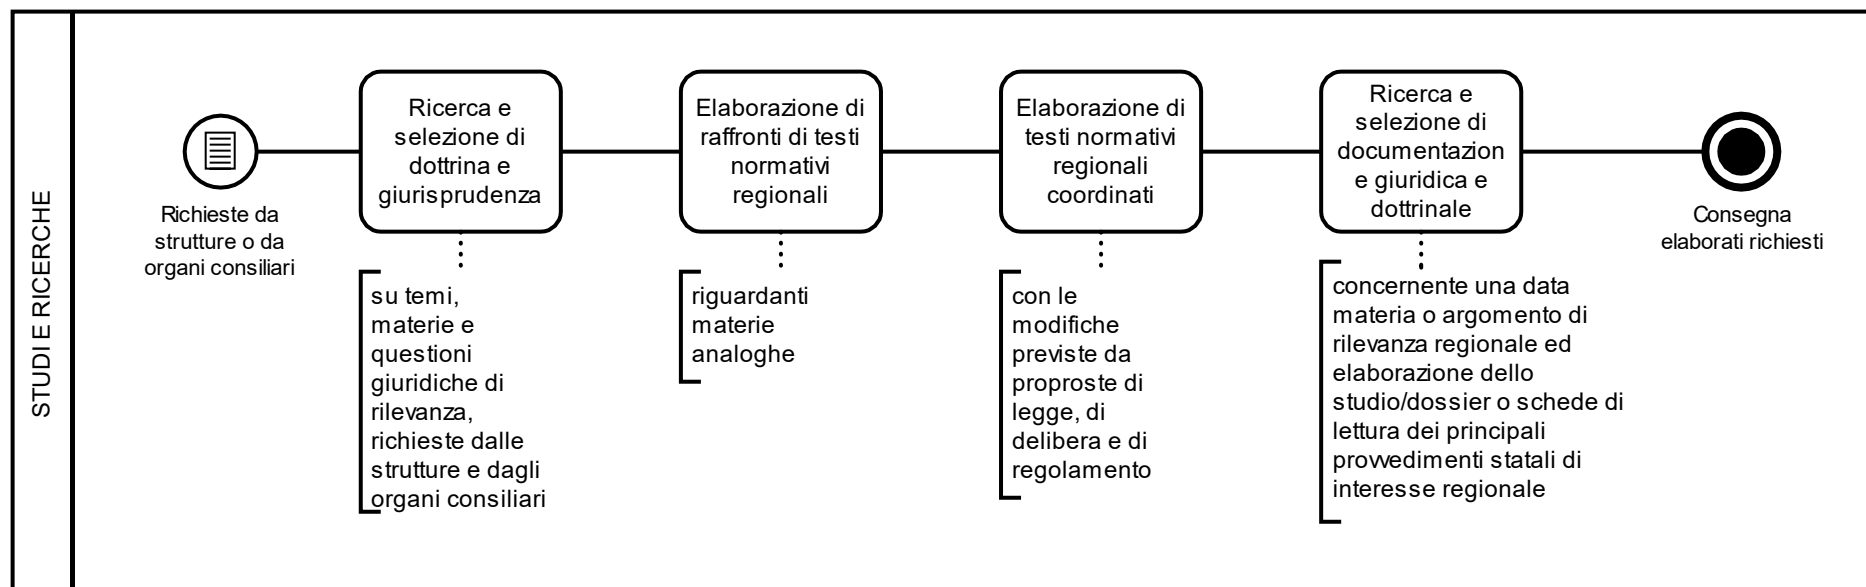 STUDI E RICERCHE
Richieste da
strutture o da
organi consiliari
Ricerca e
selezione di
dottrina e
giurisprudenza
su temi,
materie e
questioni
giuridiche di
rilevanza,
richieste dalle
strutture e dagli
organi consiliari
Elaborazione di
raffronti di testi
normativi
regionali
riguardanti
materie
analoghe
Elaborazione di
testi normativi
regionali
coordinati
con le
modifiche
previste da
proproste di
legge, di
delibera e di
regolamento
Ricerca e
selezione di
documentazion
e giuridica e
dottrinale
concernente una data
materia o argomento di
rilevanza regionale ed
elaborazione dello
studio/dossier o schede di
lettura dei principali
provvedimenti statali di
interesse regionale
Consegna
elaborati richiesti